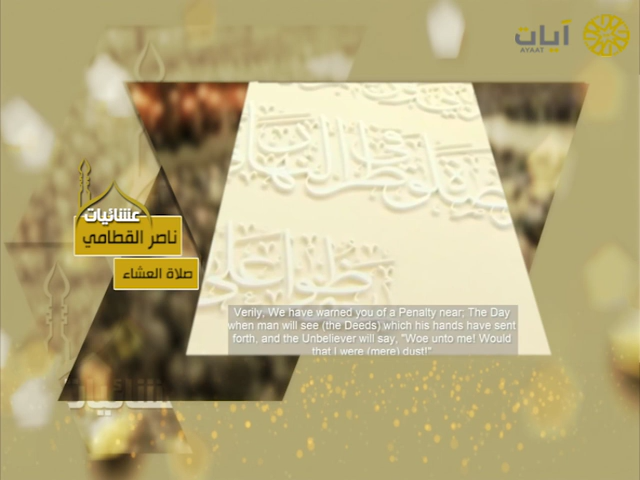 آيات
AYAAT
عشائيات
ناصر القطامي
صلاة العشاء
Verily, We have warned you of a Penalty near; The Day
when man will see (the Deeds) which his hands have sent
forth, and the Unbeliever will say, "Woe unto me! Would
that I were (mere) dust!"